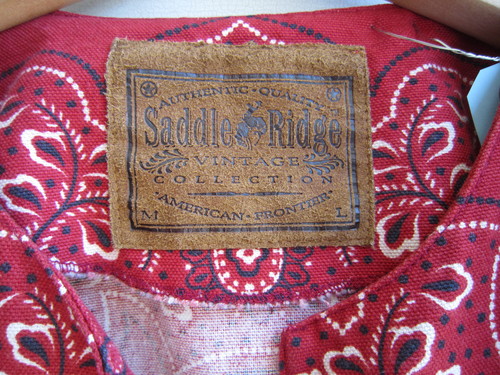 AUTHENTIC · QUALITY
Saddle Ridge
VINTAGE
COLLECTION
M AMERICAN · FRONTIER L